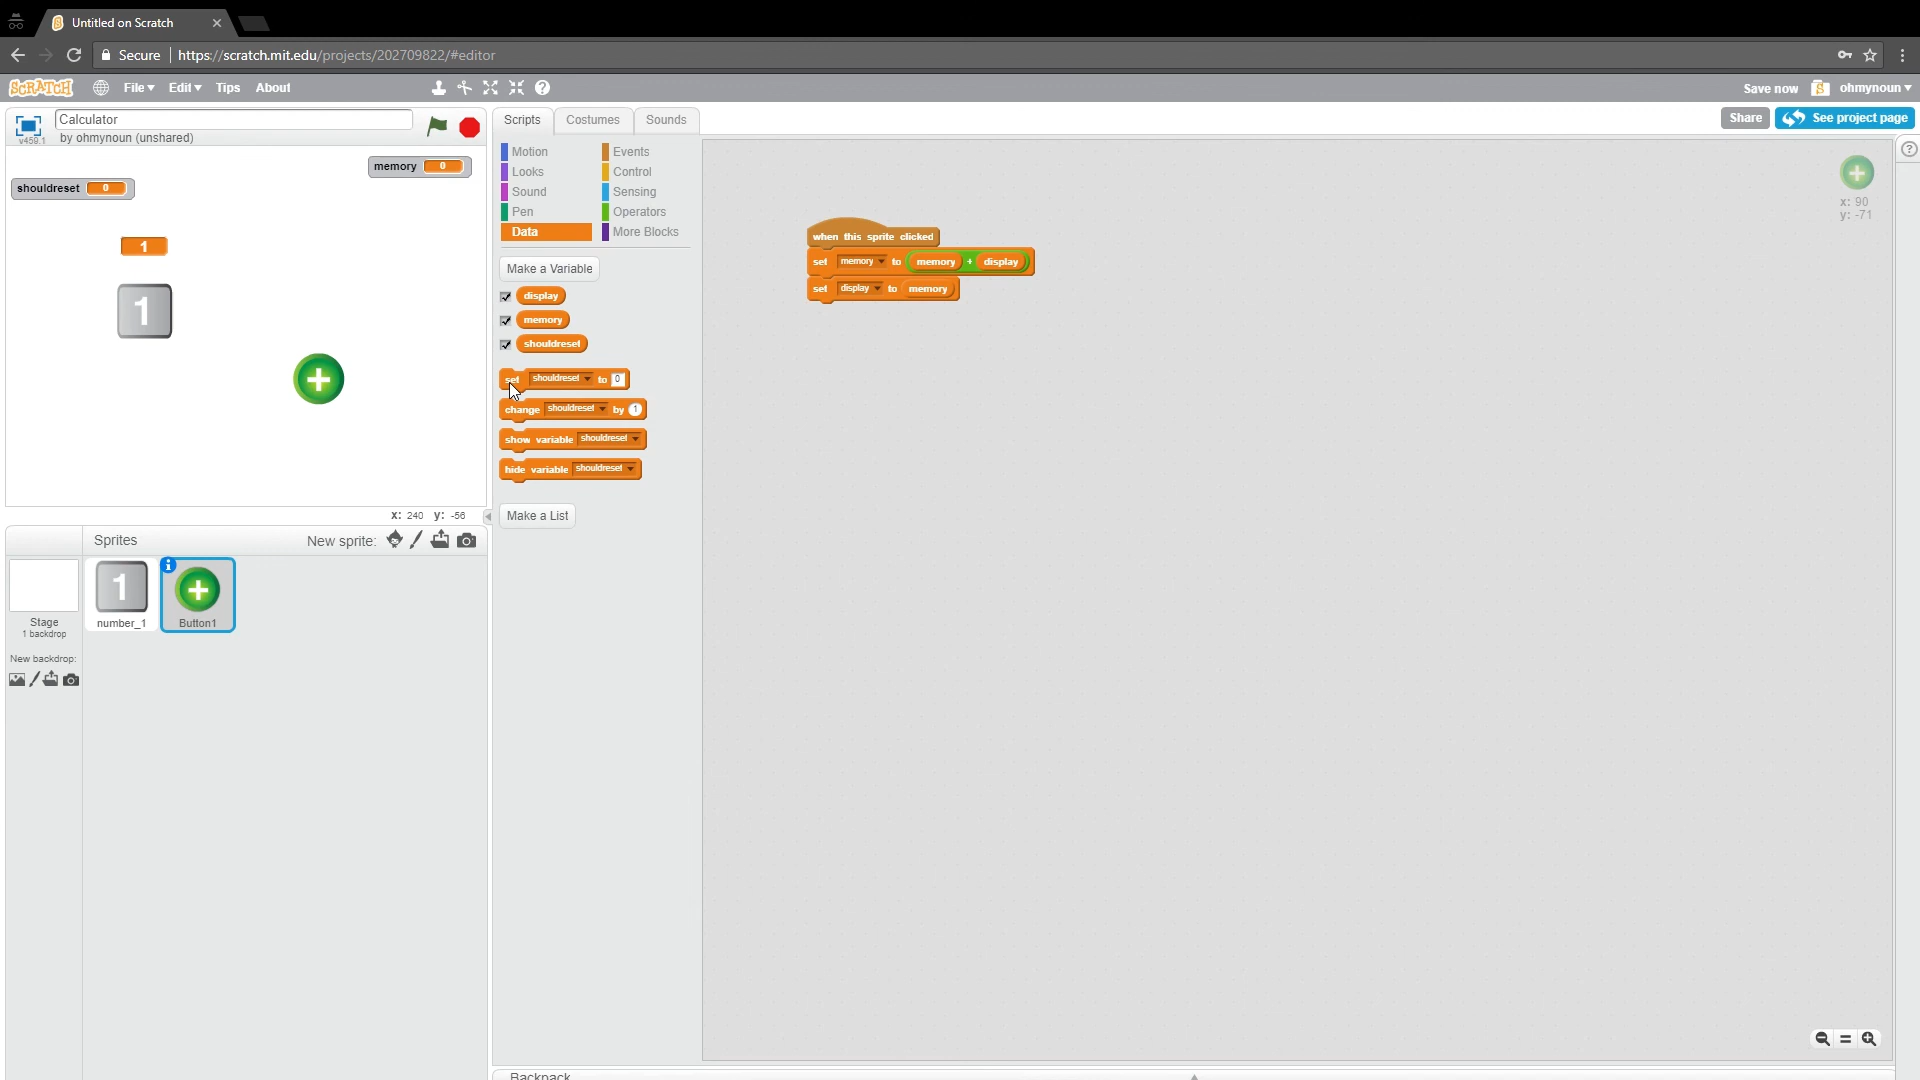 Untitled on Scratch
Secure https://scratch.mit.edu/projects/202709822/#editor
SCRATCH File Edit Tips About Save now ohmynoun
Calculator
by ohmynoun (unshared)
v459.1
Scripts Costumes Sounds
Share See project page
memory 0
shouldreset 0
1
1
Motion Events
Looks Control
Sound Sensing
Pen Operators
Data More Blocks
Make a Variable
display
memory
shouldreset
set shouldreset to 0
change shouldreset by 1
show variable shouldreset
hide variable shouldreset
Make a List
when this sprite clicked
set memory to memory + display
set display to memory
x: 90
y: -71
X: 240 y: -56
Sprites New sprite:
Stage
1 backdrop
New backdrop:
1
number_1
Button1
Backpack